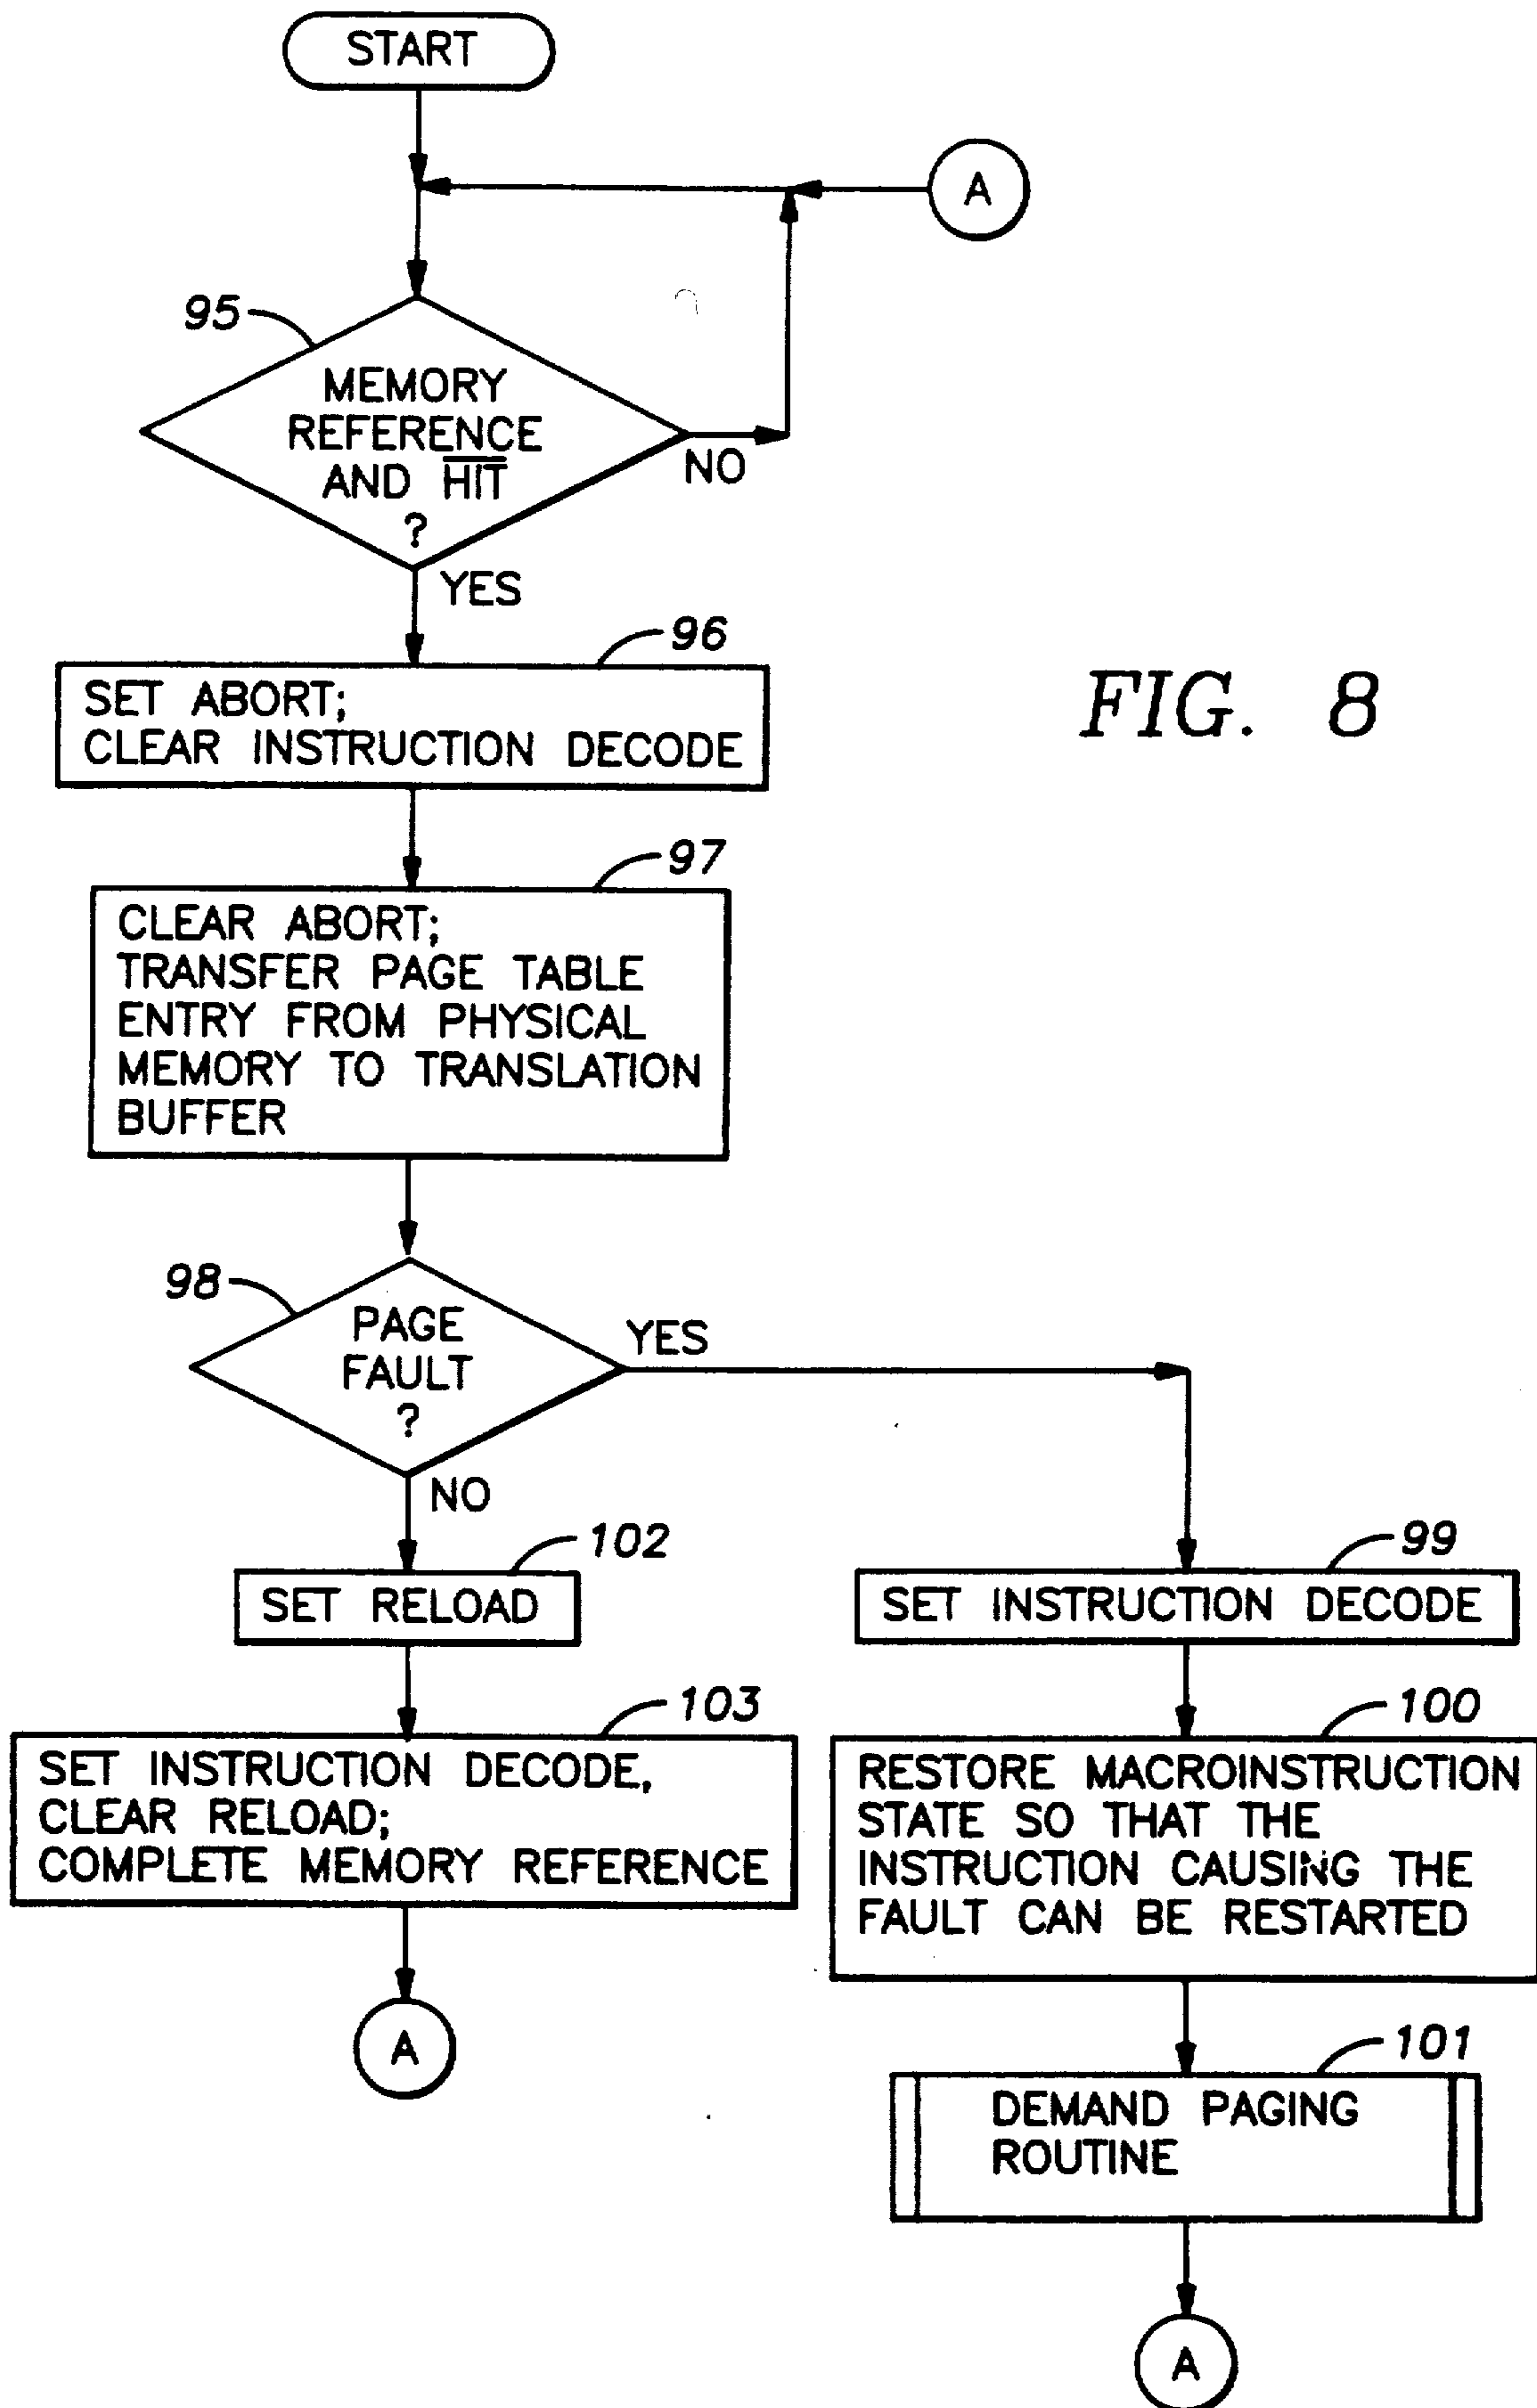 START
A
95
MEMORY
REFERENCE
AND H̅I̅T̅
?
NO
YES
96
SET ABORT;
CLEAR INSTRUCTION DECODE
FIG. 8
97
CLEAR ABORT;
TRANSFER PAGE TABLE
ENTRY FROM PHYSICAL
MEMORY TO TRANSLATION
BUFFER
98
PAGE
FAULT
?
YES
NO
102
SET RELOAD
99
SET INSTRUCTION DECODE
103
SET INSTRUCTION DECODE,
CLEAR RELOAD;
COMPLETE MEMORY REFERENCE
A
100
RESTORE MACROINSTRUCTION
STATE SO THAT THE
INSTRUCTION CAUSING THE
FAULT CAN BE RESTARTED
101
DEMAND PAGING
ROUTINE
A